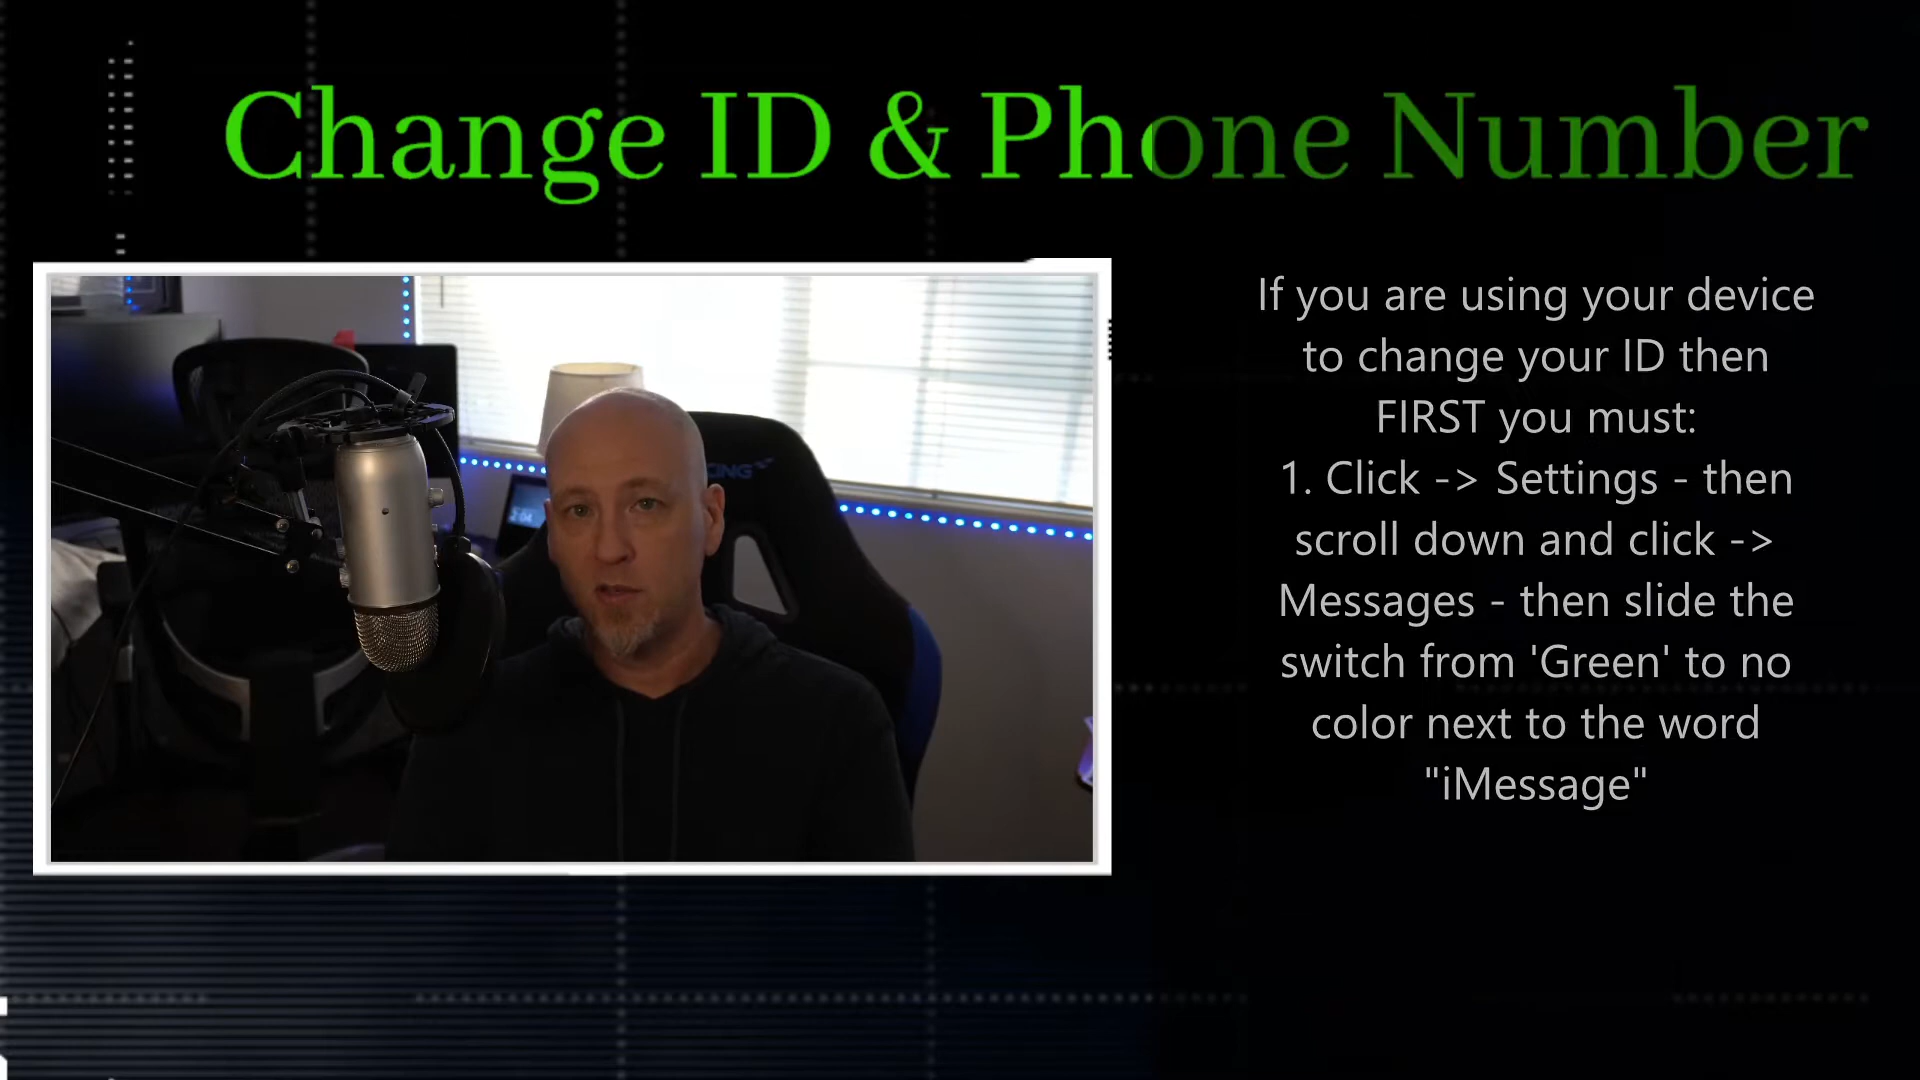 Change ID & Phone Number
If you are using your device
to change your ID then
FIRST you must:
1. Click -> Settings - then
scroll down and click ->
Messages - then slide the
switch from 'Green' to no
color next to the word
"iMessage"